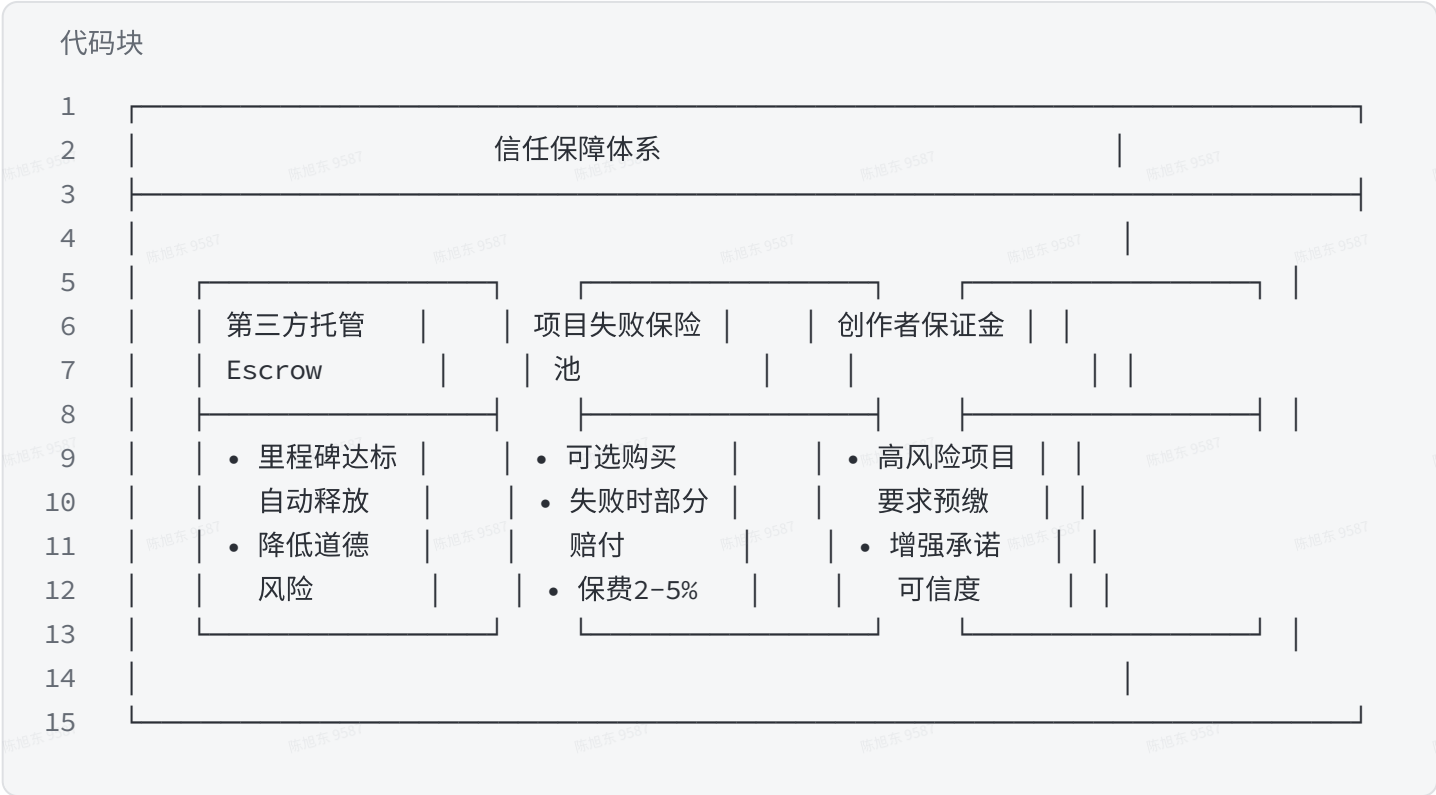 代码块
1
2 信任保障体系
3
4
5
6 第三方托管 项目失败保险 创作者保证金
7 Escrow 池
8
9 • 里程碑达标 • 可选购买 • 高风险项目
10 自动释放 • 失败时部分 要求预缴
11 • 降低道德 赔付 • 增强承诺
12 风险 • 保费2-5% 可信度
13
14
15
陈旭东 9587